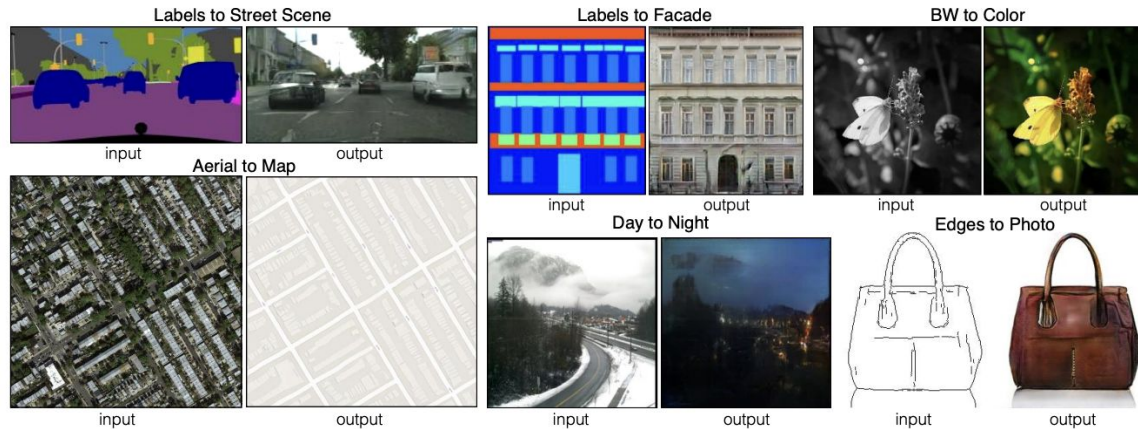 Labels to Street Scene
input
output
Aerial to Map
input
output
Labels to Facade
input
output
BW to Color
input
output
Day to Night
input
output
Edges to Photo
input
output